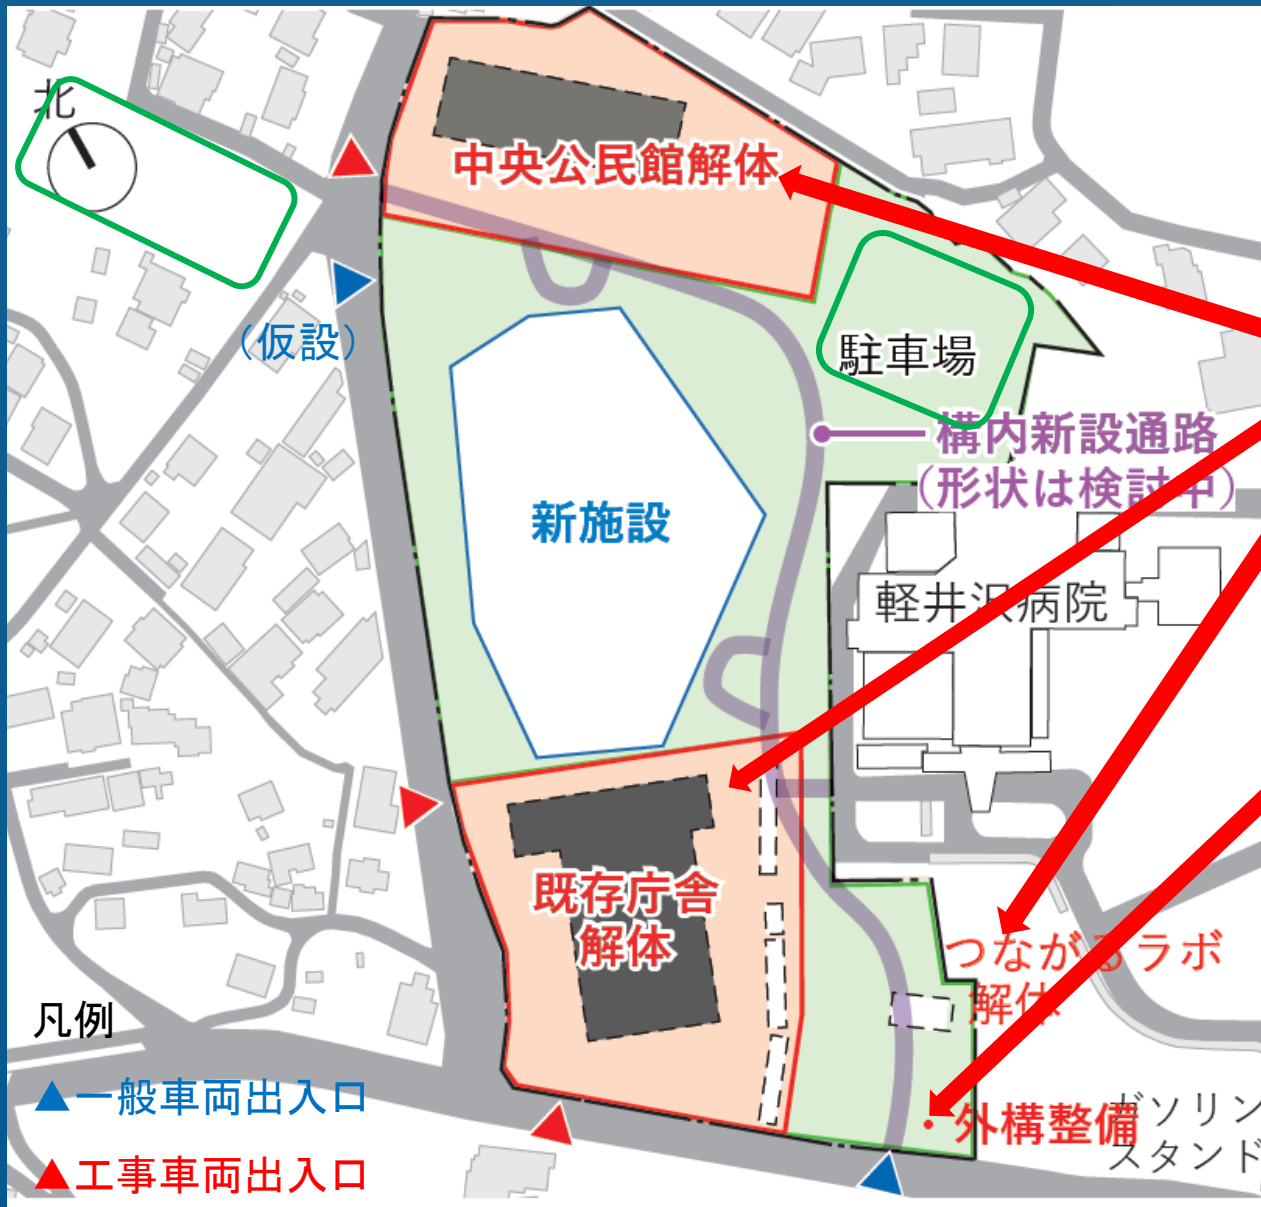 北
中央公民館解体
(仮設)
駐車場
構内新設通路
(形状は検討中)
新施設
軽井沢病院
既存庁舎
解体
つながるラボ
解体
凡例
▲一般車両出入口
▲工事車両出入口
・外構整備
ガソリン
スタンド